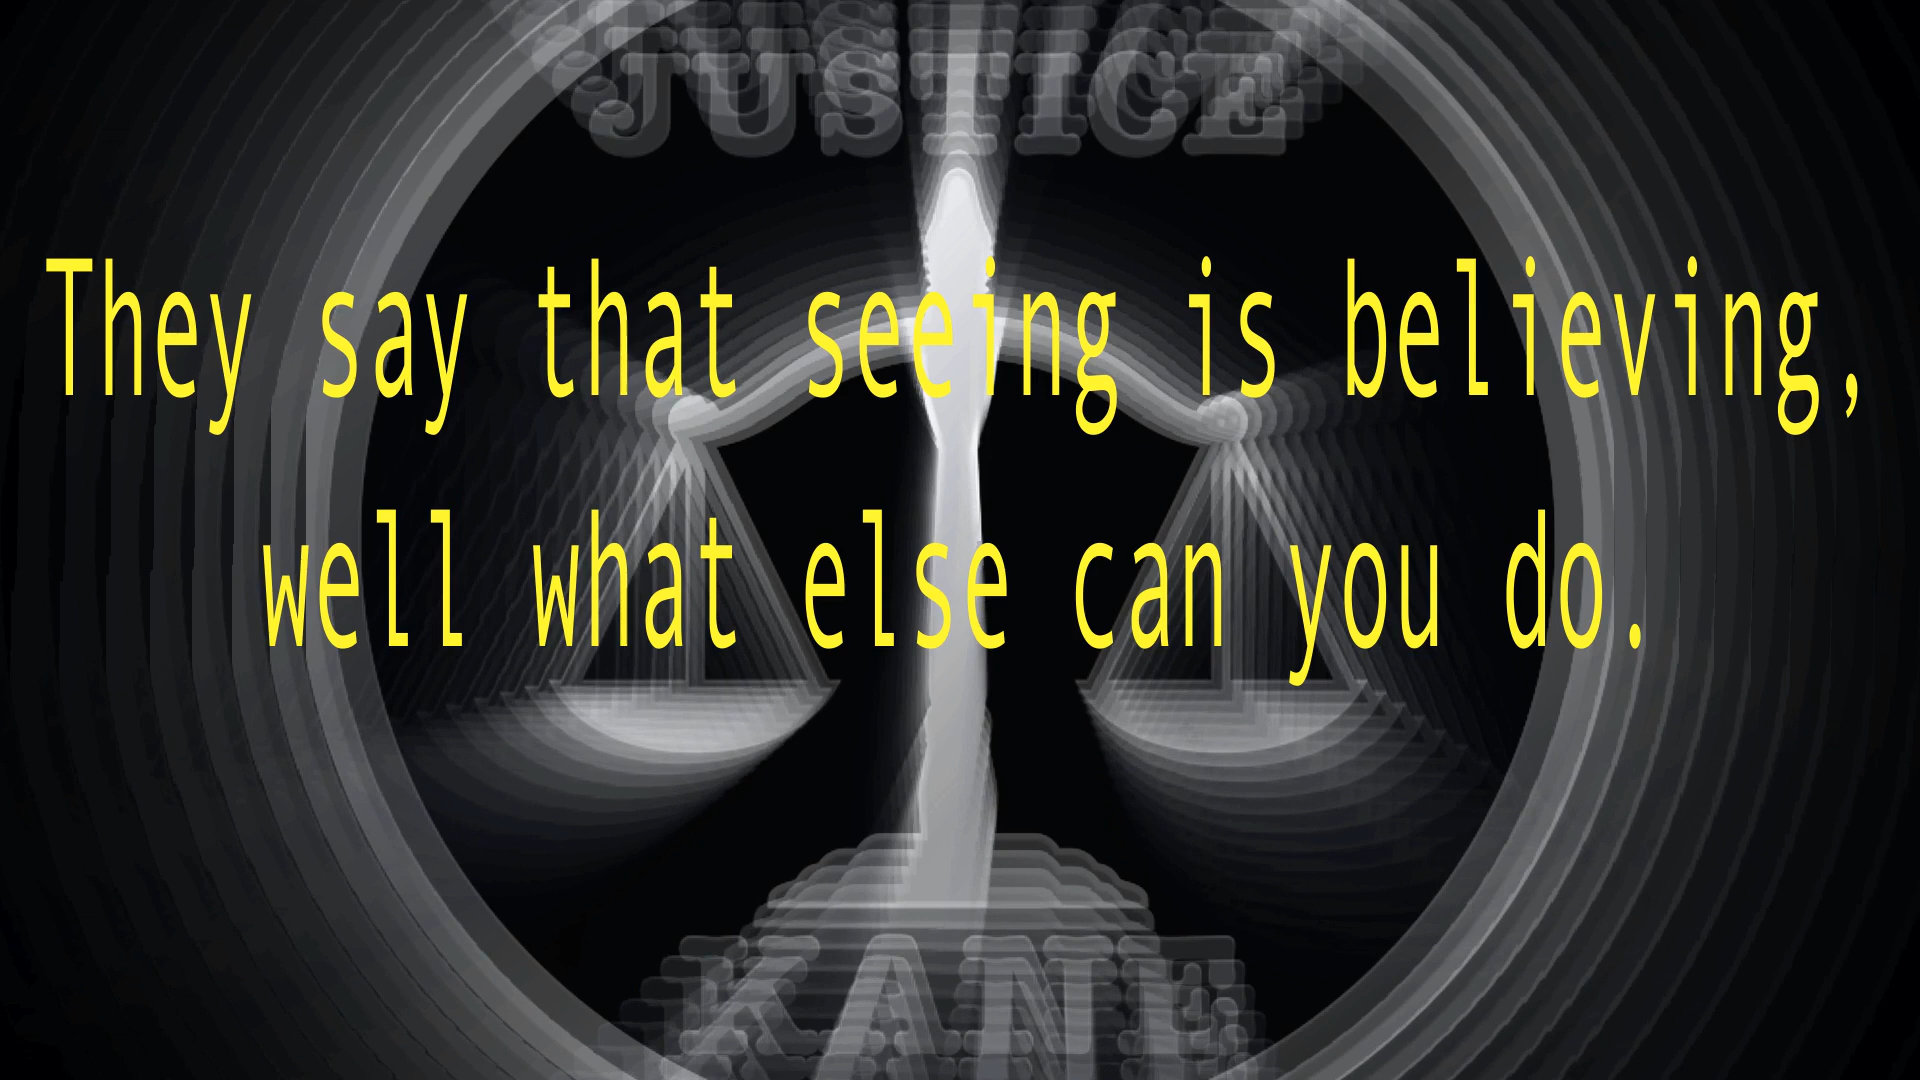 JUSTICE
They say that seeing is believing,
well what else can you do.
KANE